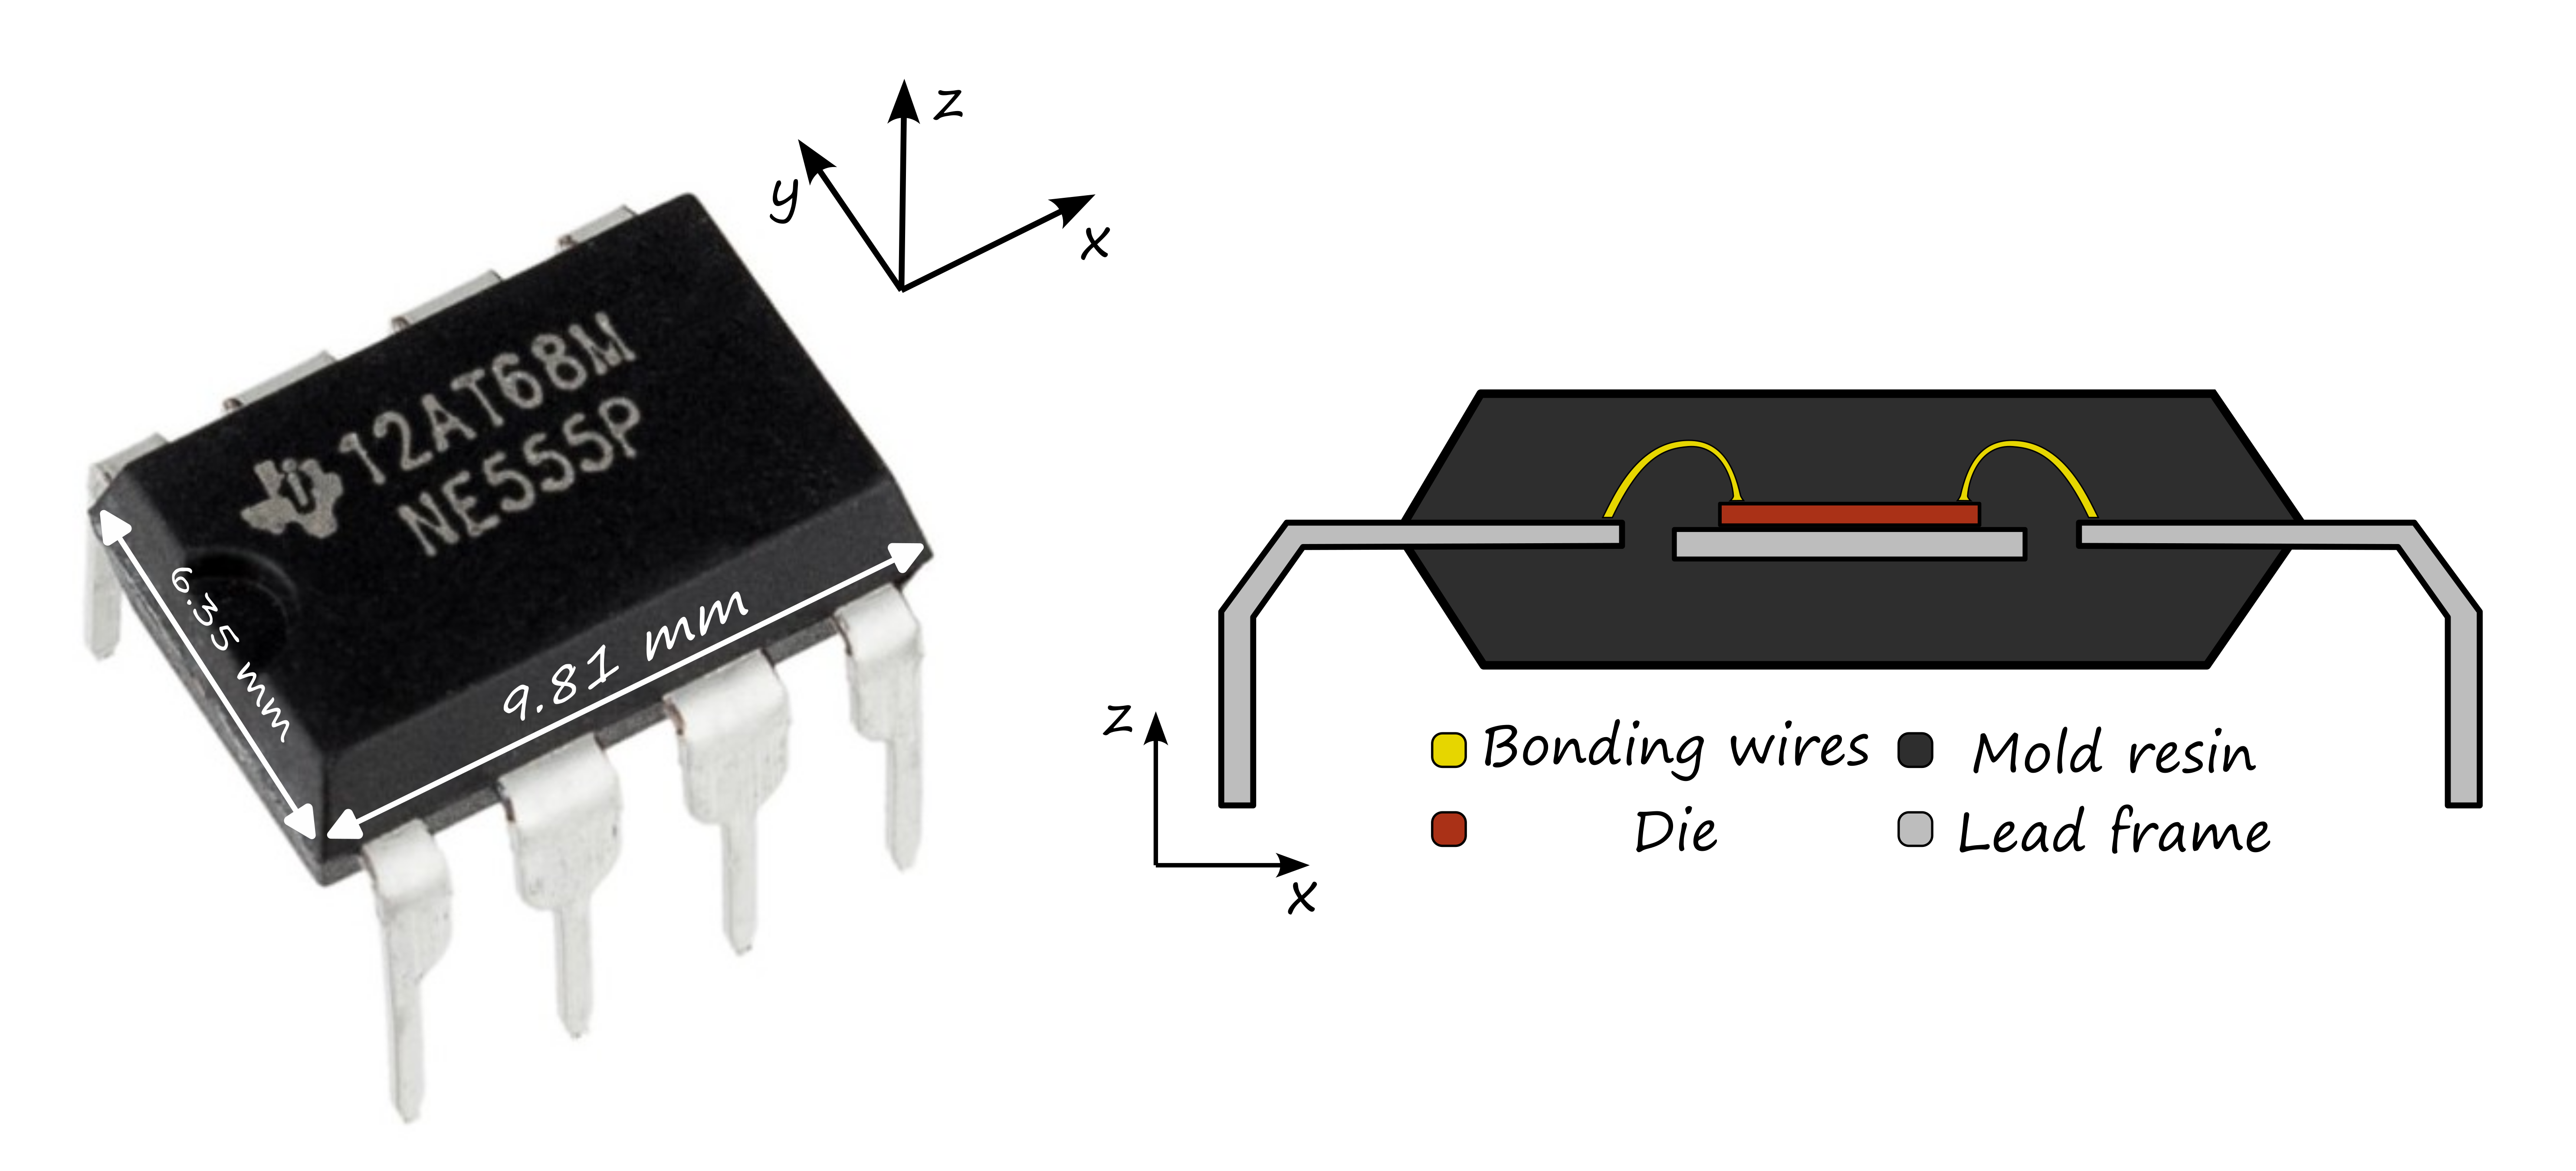 z
y
x
12AT68M
NE555P
6.35 mm
9.81 mm
z
x
Bonding wires
Mold resin
Die
Lead frame